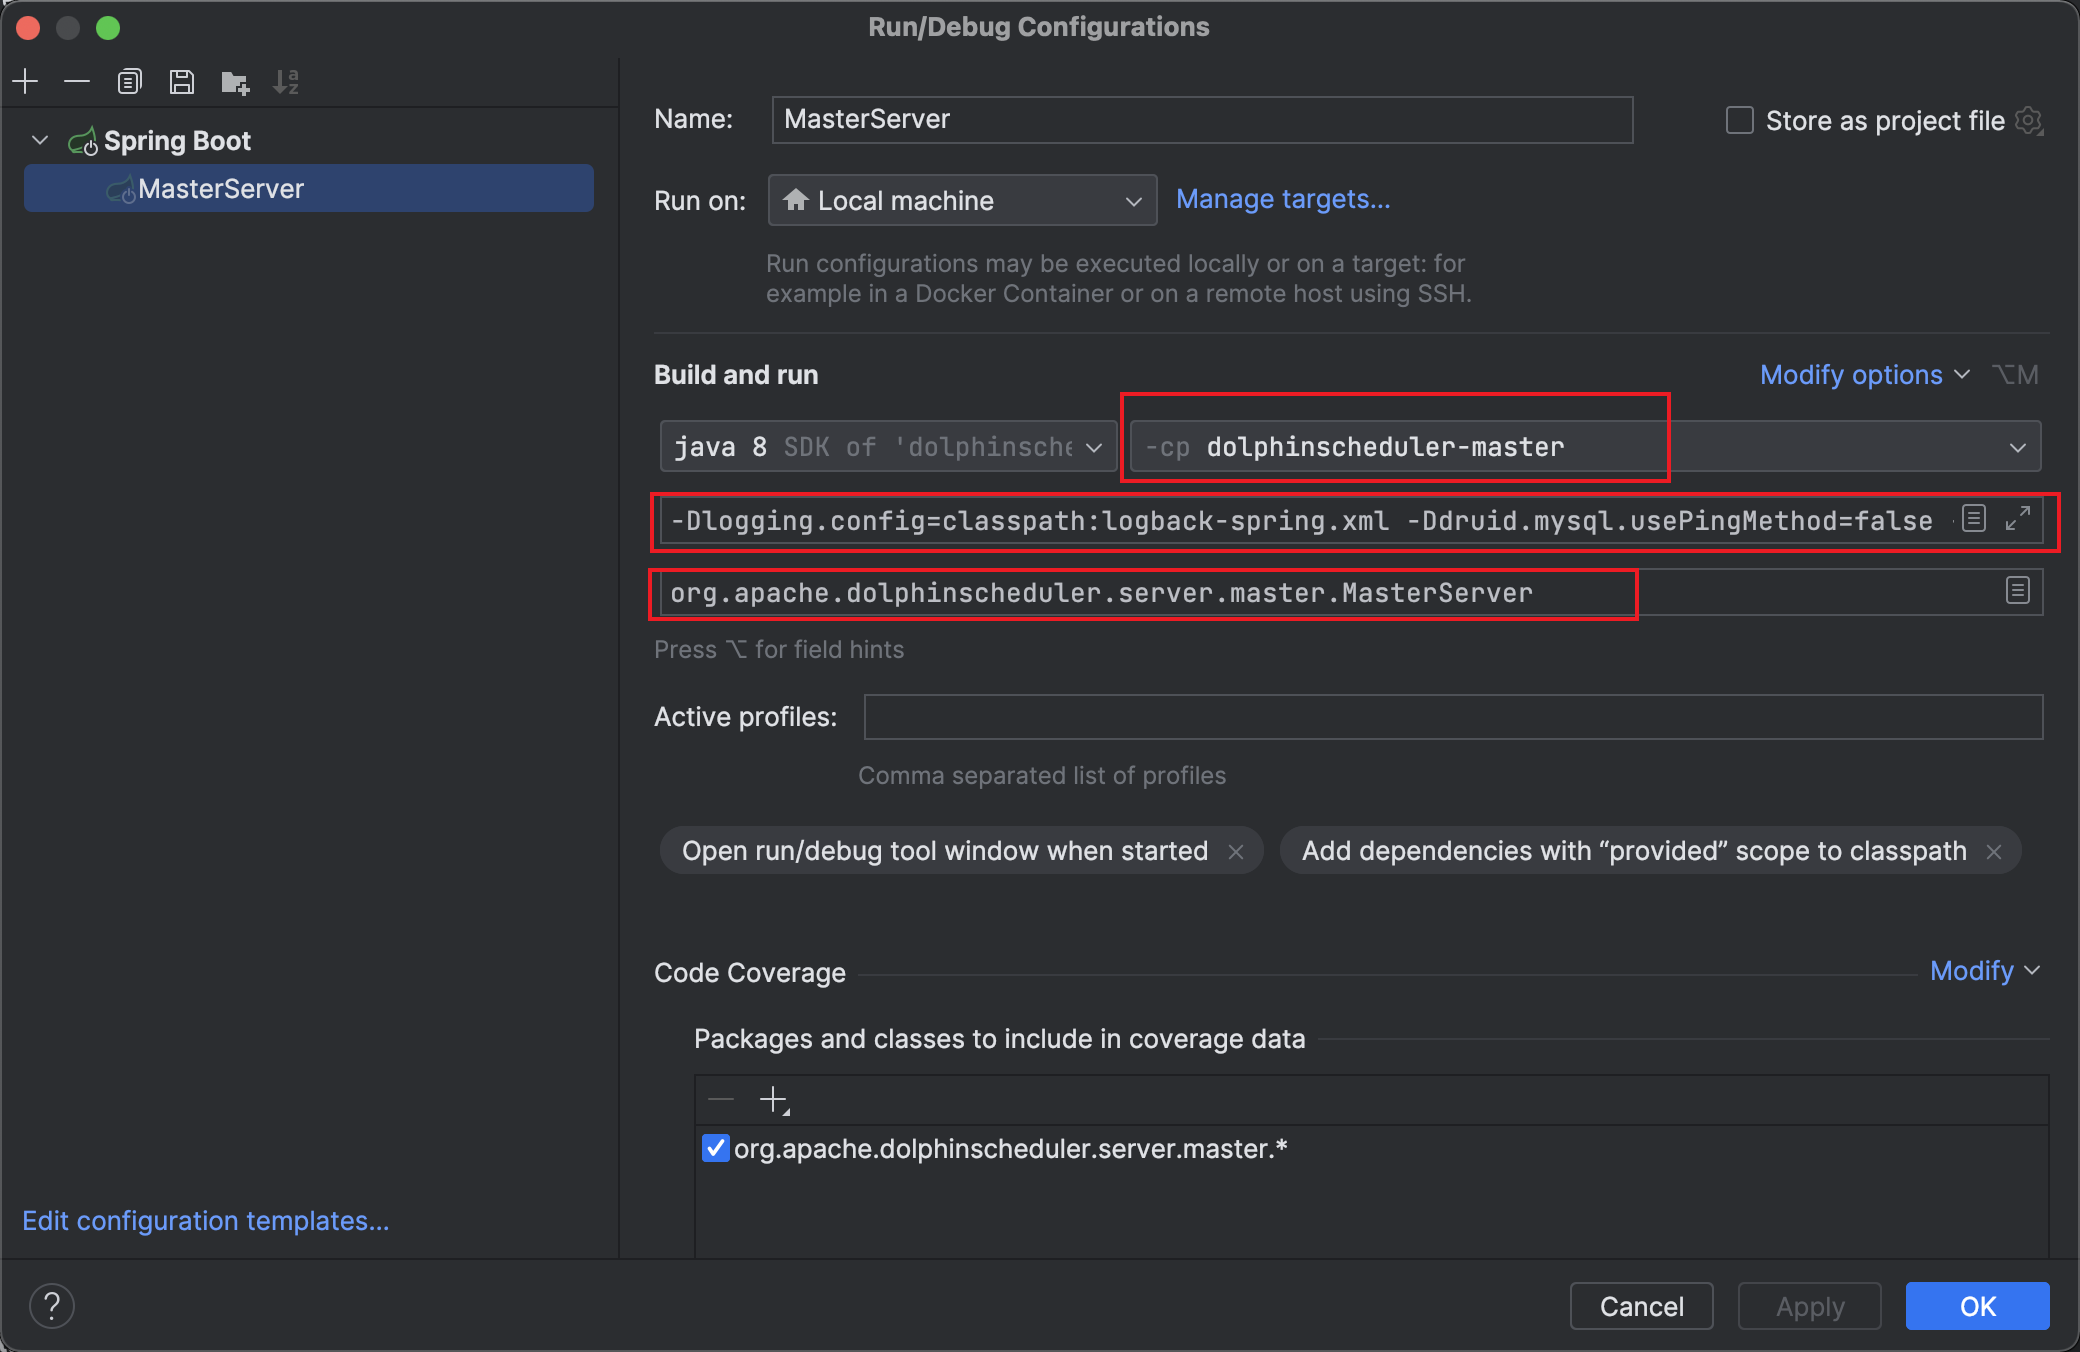 Run/Debug Configurations
Spring Boot
MasterServer
Edit configuration templates...
Name: MasterServer
Store as project file
Run on: Local machine Manage targets...
Run configurations may be executed locally or on a target: for
example in a Docker Container or on a remote host using SSH.
Build and run
Modify options ⌥M
java 8 SDK of 'dolphinsche
-cp dolphinscheduler-master
-Dlogging.config=classpath:logback-spring.xml -Ddruid.mysql.usePingMethod=false
org.apache.dolphinscheduler.server.master.MasterServer
Press ⌥ for field hints
Active profiles:
Comma separated list of profiles
Open run/debug tool window when started
Add dependencies with “provided” scope to classpath
Code Coverage
Modify
Packages and classes to include in coverage data
org.apache.dolphinscheduler.server.master.*
?
Cancel
Apply
OK